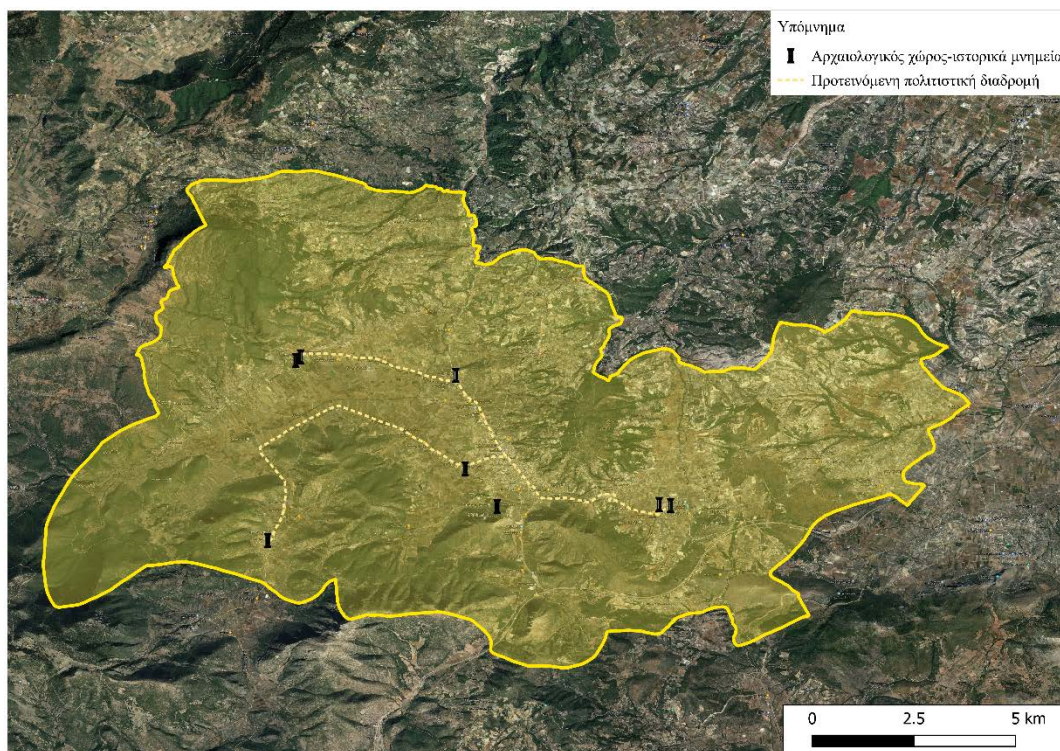 Υπόμνημα
Αρχαιολογικός χώρος-ιστορικά μνημεία
Προτεινόμενη πολιτιστική διαδρομή
0 2.5 5 km